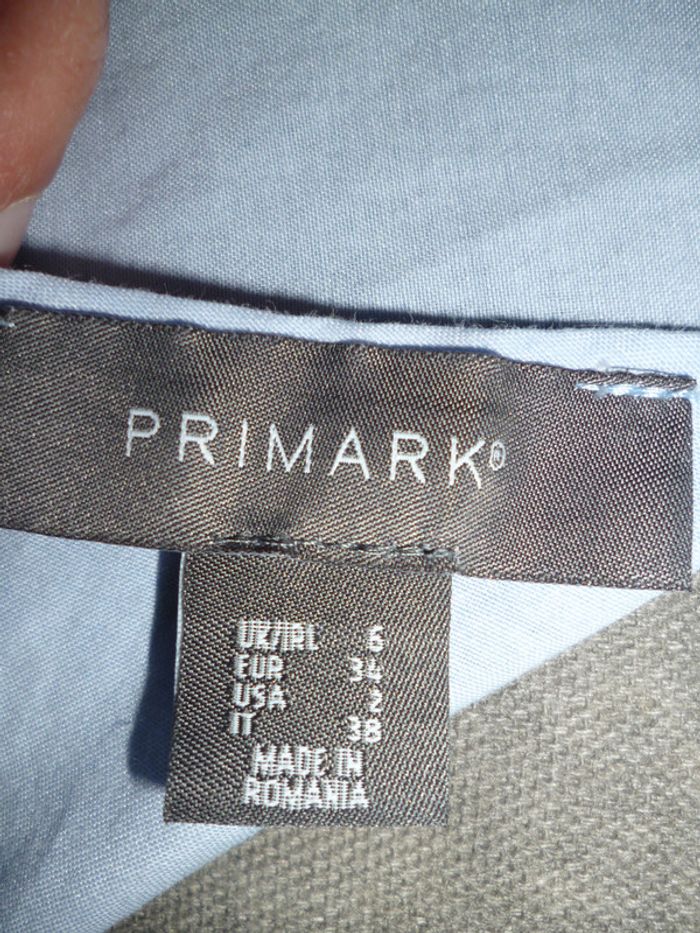 PRIMARK®
UK/IRL 6
EUR 34
USA 2
IT 38
MADE IN
ROMANIA